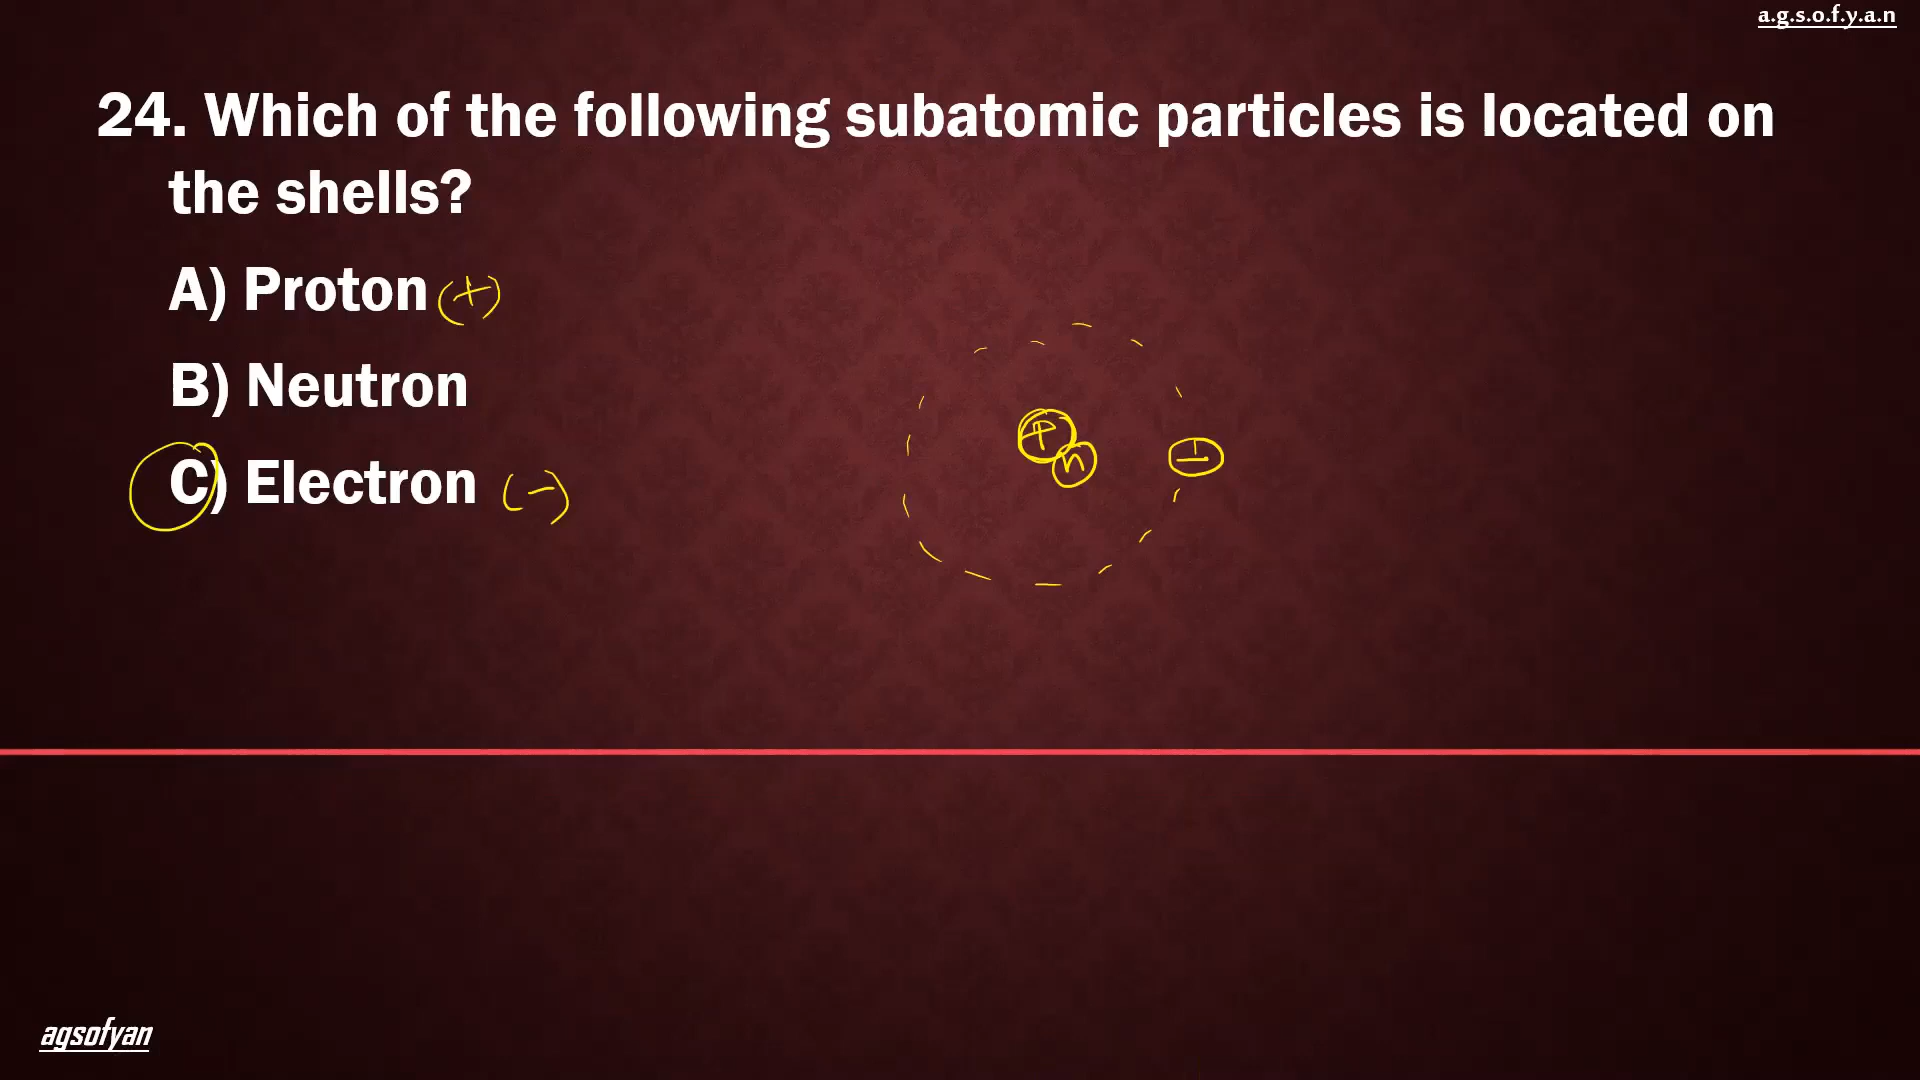 a.g.s.o.f.y.a.n
24. Which of the following subatomic particles is located on
the shells?
A) Proton (+)
B) Neutron
C) Electron (-)
P
n
agsofyan